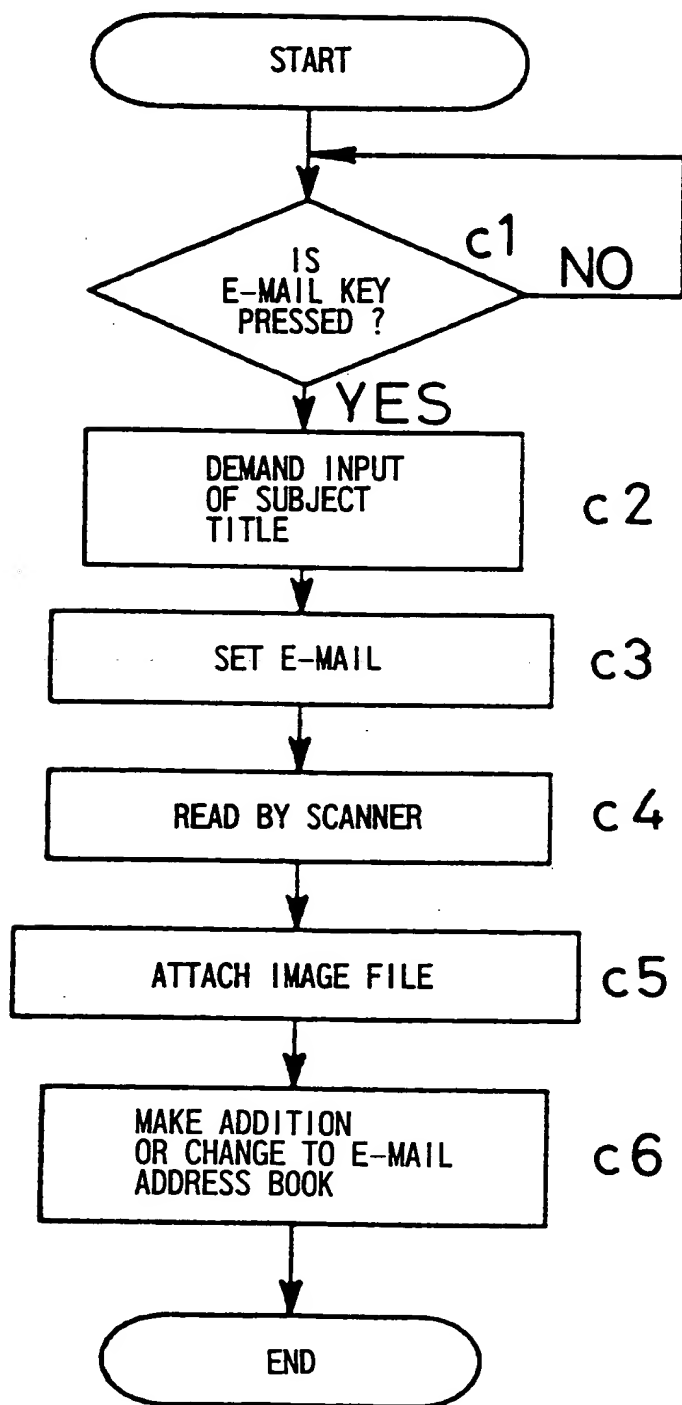 START
c1
IS
E-MAIL KEY
PRESSED ?
NO
YES
DEMAND INPUT
OF SUBJECT
TITLE
c2
SET E-MAIL
c3
READ BY SCANNER
c4
ATTACH IMAGE FILE
c5
MAKE ADDITION
OR CHANGE TO E-MAIL
ADDRESS BOOK
c6
END